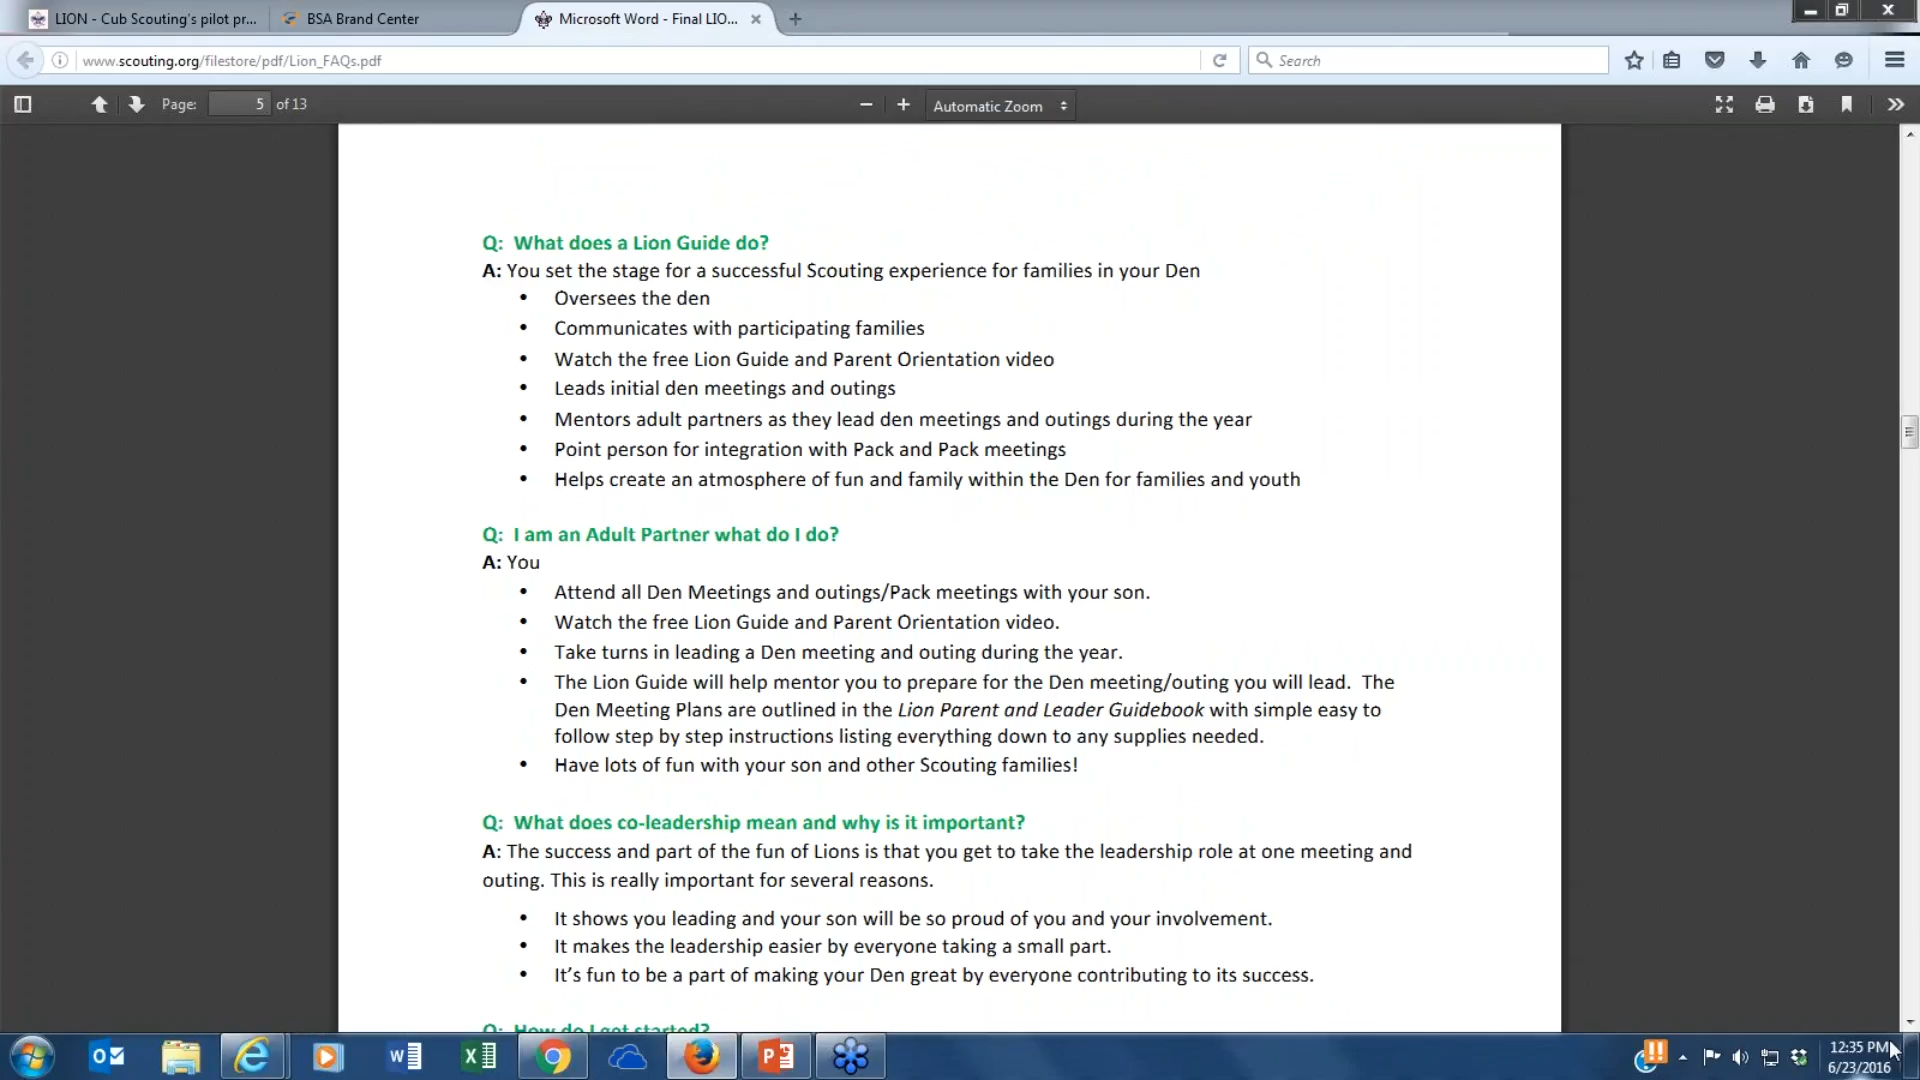 LION - Cub Scouting's pilot pr...
BSA Brand Center
Microsoft Word - Final LIO...
www.scouting.org/filestore/pdf/Lion_FAQs.pdf
Search
Page: 5 of 13
Automatic Zoom
Q: What does a Lion Guide do?
A: You set the stage for a successful Scouting experience for families in your Den
• Oversees the den
• Communicates with participating families
• Watch the free Lion Guide and Parent Orientation video
• Leads initial den meetings and outings
• Mentors adult partners as they lead den meetings and outings during the year
• Point person for integration with Pack and Pack meetings
• Helps create an atmosphere of fun and family within the Den for families and youth
Q: I am an Adult Partner what do I do?
A: You
• Attend all Den Meetings and outings/Pack meetings with your son.
• Watch the free Lion Guide and Parent Orientation video.
• Take turns in leading a Den meeting and outing during the year.
• The Lion Guide will help mentor you to prepare for the Den meeting/outing you will lead. The
Den Meeting Plans are outlined in the Lion Parent and Leader Guidebook with simple easy to
follow step by step instructions listing everything down to any supplies needed.
• Have lots of fun with your son and other Scouting families!
Q: What does co-leadership mean and why is it important?
A: The success and part of the fun of Lions is that you get to take the leadership role at one meeting and
outing. This is really important for several reasons.
• It shows you leading and your son will be so proud of you and your involvement.
• It makes the leadership easier by everyone taking a small part.
• It's fun to be a part of making your Den great by everyone contributing to its success.
Q: How do I get started?
12:35 PM
6/23/2016